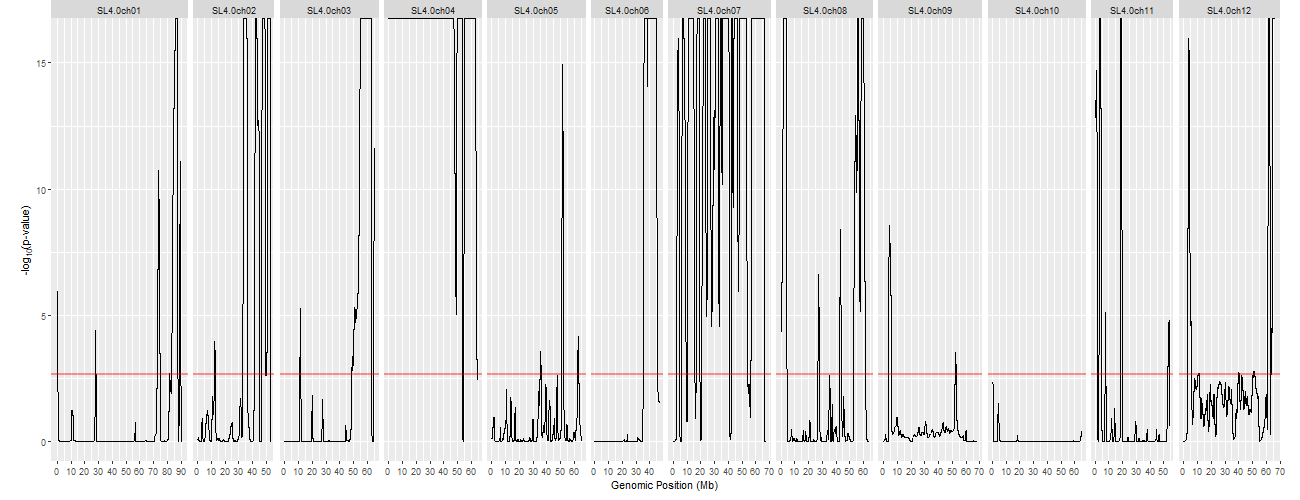 SL4.0ch01 SL4.0ch02 SL4.0ch03 SL4.0ch04 SL4.0ch05 SL4.0ch06 SL4.0ch07 SL4.0ch08 SL4.0ch09 SL4.0ch10 SL4.0ch11 SL4.0ch12
15
10
5
0
-log10(p-value)
0 10 20 30 40 50 60 70 80 90 0 10 20 30 40 50 0 10 20 30 40 50 60 0 10 20 30 40 50 60 0 10 20 30 40 50 60 0 10 20 30 40 0 10 20 30 40 50 60 70 0 10 20 30 40 50 60 0 10 20 30 40 50 60 70 0 10 20 30 40 50 60 0 10 20 30 40 50 0 10 20 30 40 50 60 70
Genomic Position (Mb)